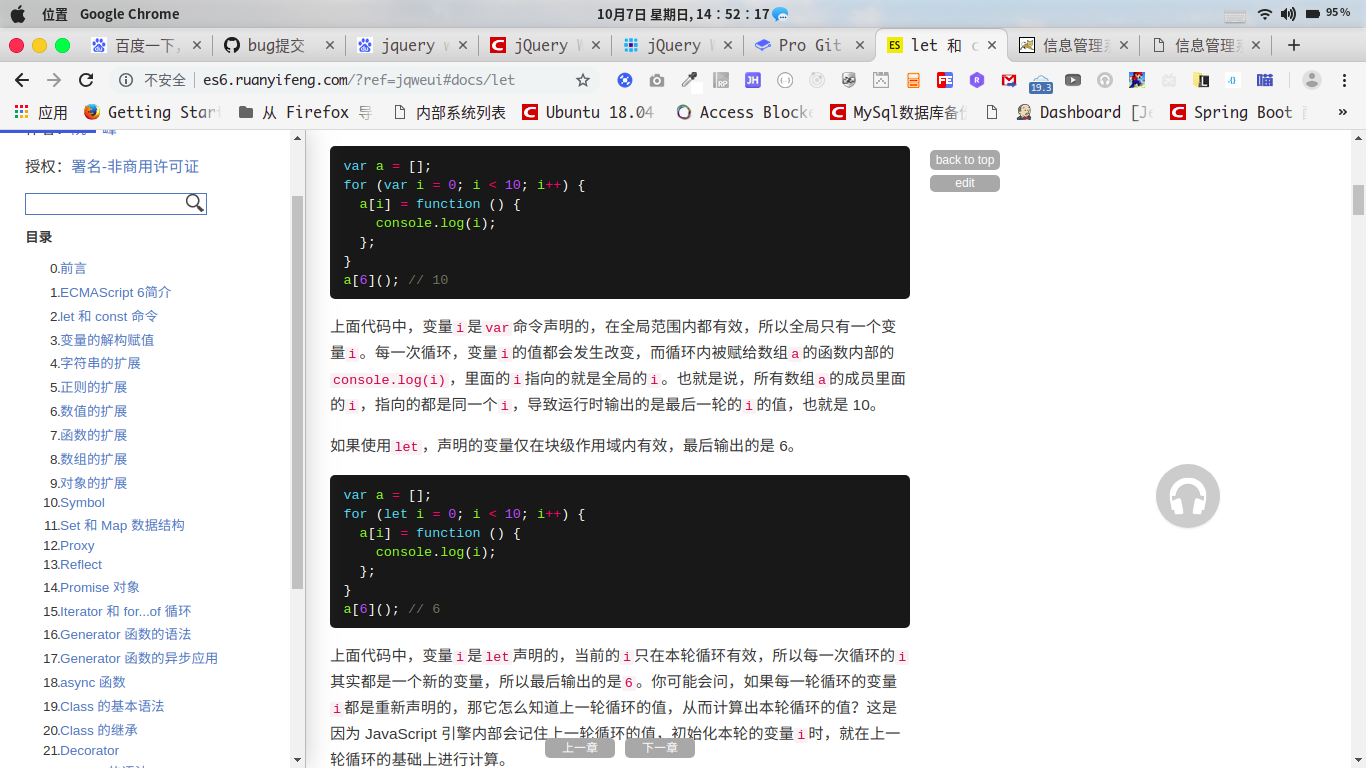 位置 Google Chrome 10月7日 星期日, 14：52：17 95%
百度一下, bug提交 jquery jQuery jQuery Pro Git let 和 信息管理 信息管理
不安全 es6.ruanyifeng.com/?ref=jqweui#docs/let 19.3
应用 Getting Star 从 Firefox 导 内部系统列表 Ubuntu 18.04 Access Blocke MySql数据库备份 Dashboard [Je Spring Boot »
授权：署名-非商用许可证
目录
0.前言
1.ECMAScript 6简介
2.let 和 const 命令
3.变量的解构赋值
4.字符串的扩展
5.正则的扩展
6.数值的扩展
7.函数的扩展
8.数组的扩展
9.对象的扩展
10.Symbol
11.Set 和 Map 数据结构
12.Proxy
13.Reflect
14.Promise 对象
15.Iterator 和 for...of 循环
16.Generator 函数的语法
17.Generator 函数的异步应用
18.async 函数
19.Class 的基本语法
20.Class 的继承
21.Decorator
var a = [];
for (var i = 0; i < 10; i++) {
  a[i] = function () {
    console.log(i);
  };
}
a[6](); // 10
上面代码中，变量i是var命令声明的，在全局范围内都有效，所以全局只有一个变
量i。每一次循环，变量i的值都会发生改变，而循环内被赋给数组a的函数内部的
console.log(i)，里面的i指向的就是全局的i。也就是说，所有数组a的成员里面
的i，指向的都是同一个i，导致运行时输出的是最后一轮的i的值，也就是 10。
如果使用let，声明的变量仅在块级作用域内有效，最后输出的是 6。
var a = [];
for (let i = 0; i < 10; i++) {
  a[i] = function () {
    console.log(i);
  };
}
a[6](); // 6
上面代码中，变量i是let声明的，当前的i只在本轮循环有效，所以每一次循环的i
其实都是一个新的变量，所以最后输出的是6。你可能会问，如果每一轮循环的变量
i都是重新声明的，那它怎么知道上一轮循环的值，从而计算出本轮循环的值？这是
因为 JavaScript 引擎内部会记住上一轮循环的值，初始化本轮的变量i时，就在上一
轮循环的基础上进行计算。
上一章 下一章
back to top
edit